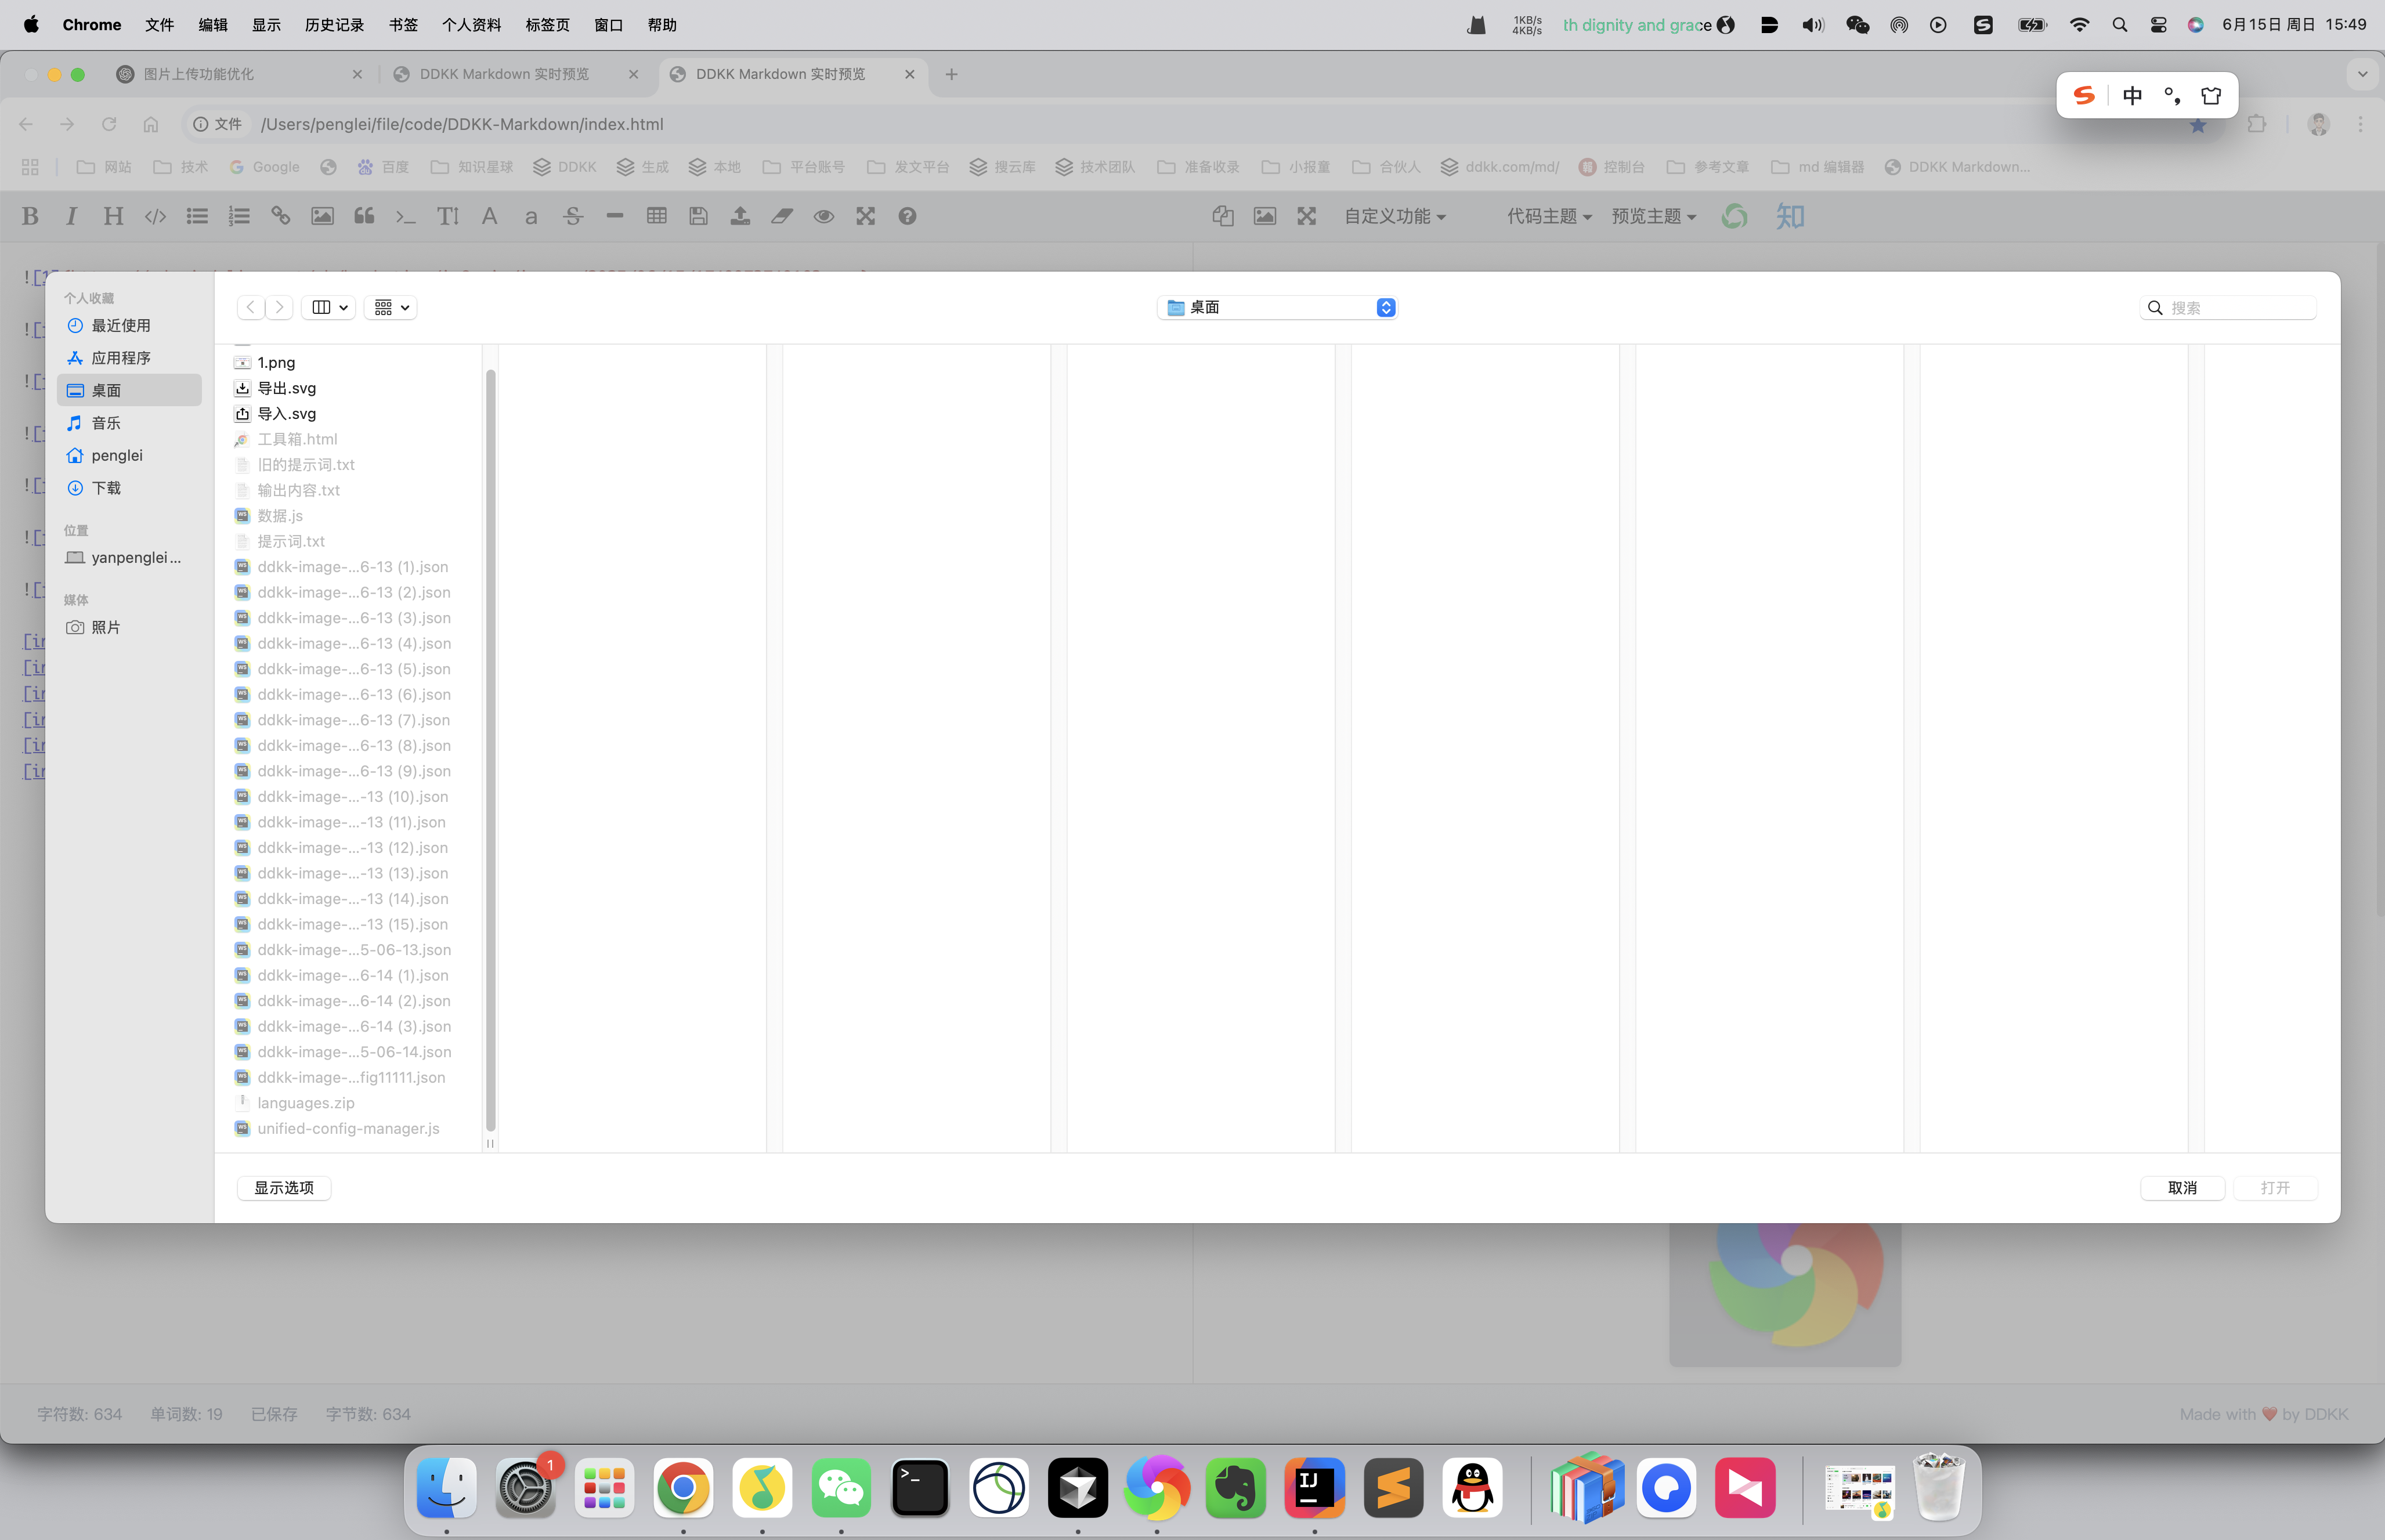 Chrome 文件 编辑 显示 历史记录 书签 个人资料 标签页 窗口 帮助
1KB/s
4KB/s
th dignity and grace
6月15日 周日 15:49
图片上传功能优化
DDKK Markdown 实时预览
DDKK Markdown 实时预览
中
文件 /Users/penglei/file/code/DDKK-Markdown/index.html
网站 技术 Google 百度 知识星球 DDKK 生成 本地 平台账号 发文平台 搜云库 技术团队 准备收录 小报童 合伙人 ddkk.com/md/ 控制台 参考文章 md 编辑器 DDKK Markdown...
自定义功能 代码主题 预览主题 知
个人收藏
最近使用
应用程序
桌面
音乐
penglei
下载
位置
yanpenglei...
媒体
照片
桌面
搜索
1.png
导出.svg
导入.svg
工具箱.html
旧的提示词.txt
输出内容.txt
数据.js
提示词.txt
ddkk-image-...6-13 (1).json
ddkk-image-...6-13 (2).json
ddkk-image-...6-13 (3).json
ddkk-image-...6-13 (4).json
ddkk-image-...6-13 (5).json
ddkk-image-...6-13 (6).json
ddkk-image-...6-13 (7).json
ddkk-image-...6-13 (8).json
ddkk-image-...6-13 (9).json
ddkk-image-...-13 (10).json
ddkk-image-...-13 (11).json
ddkk-image-...-13 (12).json
ddkk-image-...-13 (13).json
ddkk-image-...-13 (14).json
ddkk-image-...-13 (15).json
ddkk-image-...5-06-13.json
ddkk-image-...6-14 (1).json
ddkk-image-...6-14 (2).json
ddkk-image-...6-14 (3).json
ddkk-image-...5-06-14.json
ddkk-image-...fig11111.json
languages.zip
unified-config-manager.js
显示选项
取消
打开
字符数: 634 单词数: 19 已保存 字节数: 634
Made with ❤️ by DDKK
1
IJ